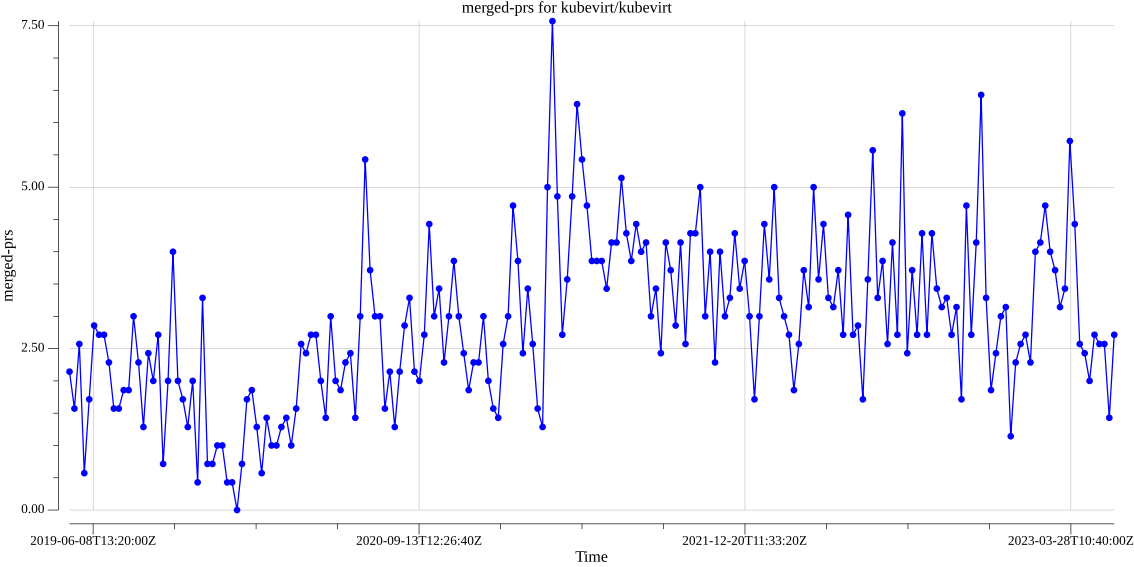 merged-prs for kubevirt/kubevirt
7.50
5.00
2.50
0.00
merged-prs
2019-06-08T13:20:00Z
2020-09-13T12:26:40Z
2021-12-20T11:33:20Z
2023-03-28T10:40:00Z
Time